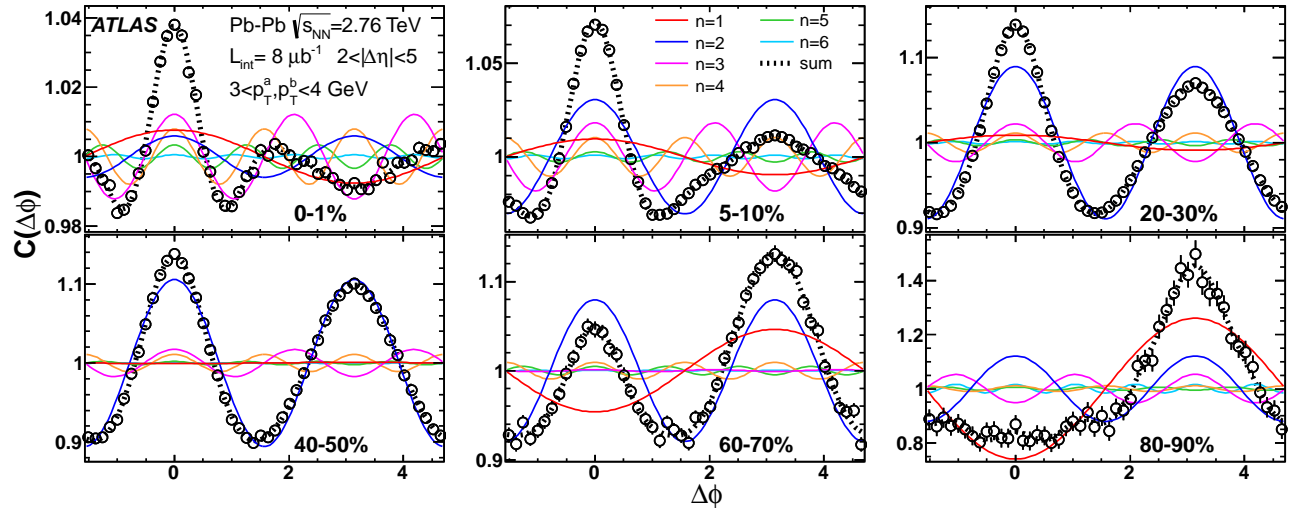 ATLAS Pb-Pb √sNN=2.76 TeV
Lint= 8 μb-1 2<|Δη|<5
3<pTa,pTb<4 GeV
1.04
1.02
1
0.98
0-1%
n=1 n=5
n=2 n=6
n=3 sum
n=4
1.05
1
5-10%
1.1
1
0.9
20-30%
C(Δϕ)
1.1
1
0.9
40-50%
0 2 4
1.1
1
0.9
60-70%
0 2 4
1.4
1.2
1
0.8
80-90%
0 2 4
Δϕ